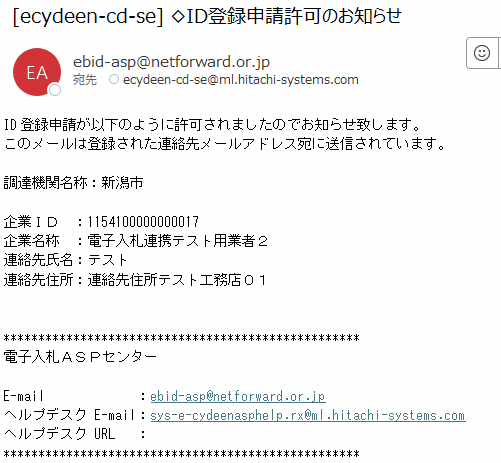 [ecydeen-cd-se] ◇ID登録申請許可のお知らせ
EA
ebid-asp@netforward.or.jp
宛先 ecydeen-cd-se@ml.hitachi-systems.com
ID登録申請が以下のように許可されましたのでお知らせ致します。
このメールは登録された連絡先メールアドレス宛に送信されています。
調達機関名称：新潟市
企業ＩＤ　：1154100000000017
企業名称　：電子入札連携テスト用業者２
連絡先氏名：テスト
連絡先住所：連絡先住所テスト工務店０１
***************************************************
電子入札ＡＳＰセンター
E-mail　　　　　　　：ebid-asp@netforward.or.jp
ヘルプデスク E-mail：sys-e-cydeenasphelp.rx@ml.hitachi-systems.com
ヘルプデスク URL　：
***************************************************